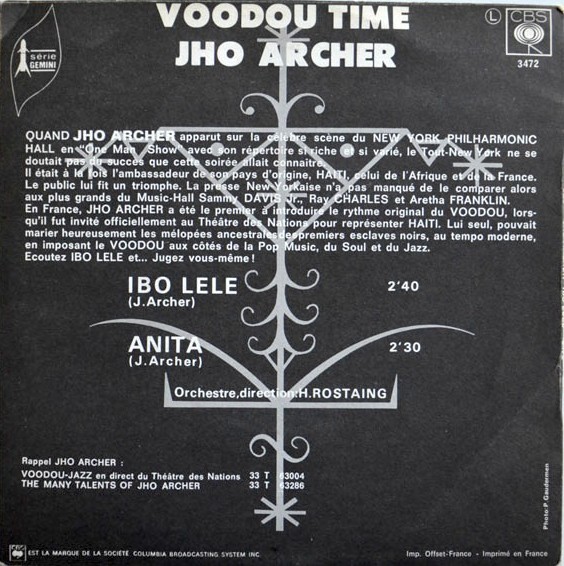 VOODOU TIME
JHO ARCHER
série
GEMINI
L
CBS
3472
QUAND JHO ARCHER apparut sur la célèbre scène du NEW YORK PHILHARMONIC
HALL en "One Man Show" avec son répertoire si riche et si varié, le Tout-New York ne se
doutait pas du succès que cette soirée allait connaitre.
Il était à la fois l'ambassadeur de son pays d'origine, HAITI, celui de l'Afrique et de la France.
Le public lui fit un triomphe. La presse New Yorkaise n'a pas manqué de le comparer alors
aux plus grands du Music-Hall Sammy DAVIS Jr., Ray CHARLES et Aretha FRANKLIN.
En France, JHO ARCHER a été le premier à introduire le rythme original du VOODOU, lors-
qu'il fut invité officiellement au Théâtre des Nations pour représenter HAITI. Lui seul, pouvait
marier heureusement les mélopées ancestrales des premiers esclaves noirs, au tempo moderne,
en imposant le VOODOU aux côtés de la Pop Music, du Soul et du Jazz.
Ecoutez IBO LELE et... Jugez vous-même !
IBO LELE 2'40
(J. Archer)
ANITA 2'30
(J. Archer)
Orchestre, direction: H. ROSTAING
Rappel JHO ARCHER :
VOODOU-JAZZ en direct du Théâtre des Nations 33 T 63004
THE MANY TALENTS OF JHO ARCHER 33 T 63286
Photo: P. Gauderman
CBS EST LA MARQUE DE LA SOCIÉTÉ COLUMBIA BROADCASTING SYSTEM INC.
Imp. Offset-France - Imprimé en France